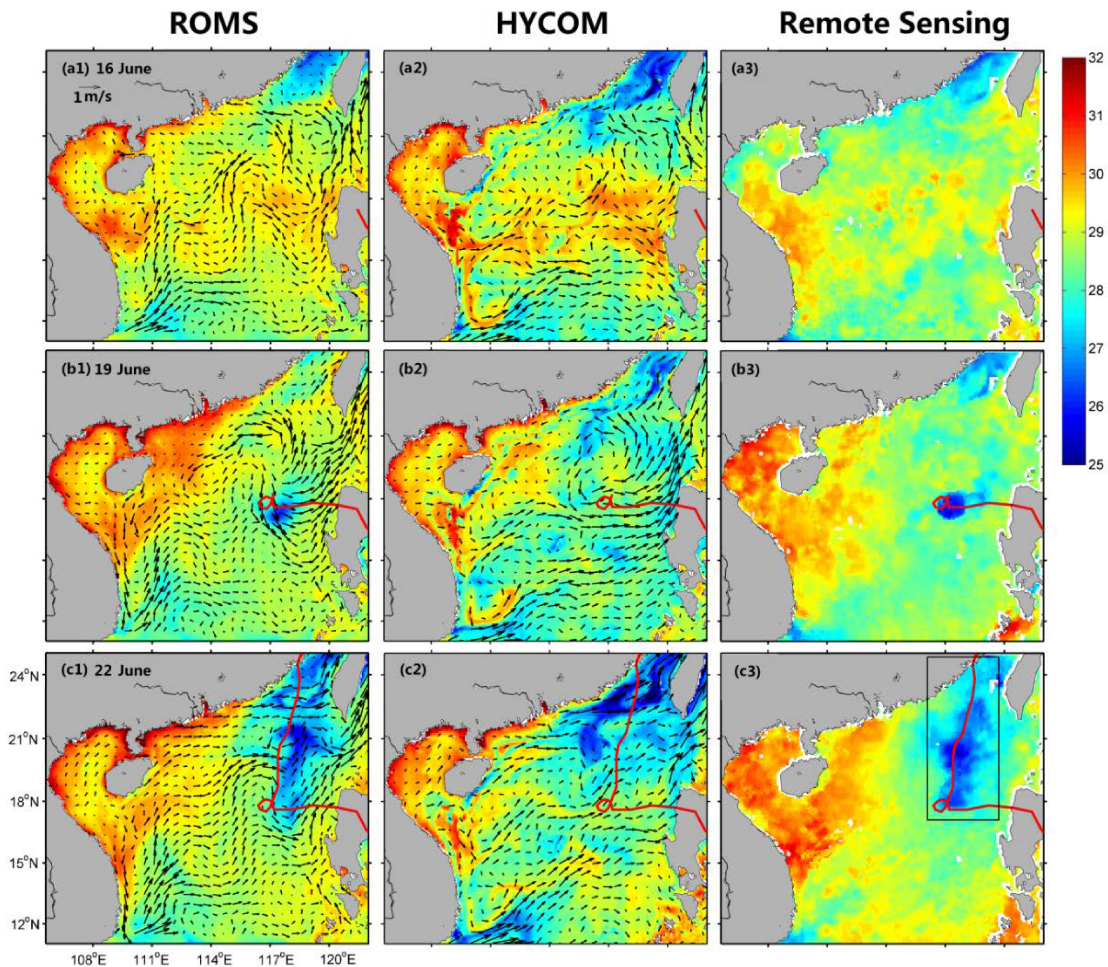 ROMS HYCOM Remote Sensing
(a1) 16 June (a2) (a3)
1 m/s
32
31
30
29
28
27
26
25
(b1) 19 June (b2) (b3)
(c1) 22 June (c2) (c3)
24°N
21°N
18°N
15°N
12°N
108°E 111°E 114°E 117°E 120°E